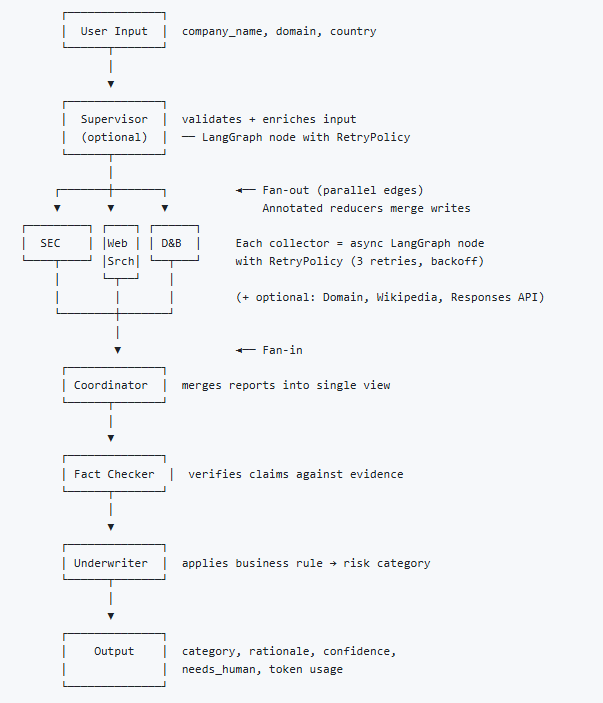 User Input company_name, domain, country
Supervisor validates + enriches input
(optional) — LangGraph node with RetryPolicy
◄— Fan-out (parallel edges)
Annotated reducers merge writes
SEC Web D&B Each collector = async LangGraph node
Srch with RetryPolicy (3 retries, backoff)
(+ optional: Domain, Wikipedia, Responses API)
◄— Fan-in
Coordinator merges reports into single view
Fact Checker verifies claims against evidence
Underwriter applies business rule → risk category
Output category, rationale, confidence,
needs_human, token usage